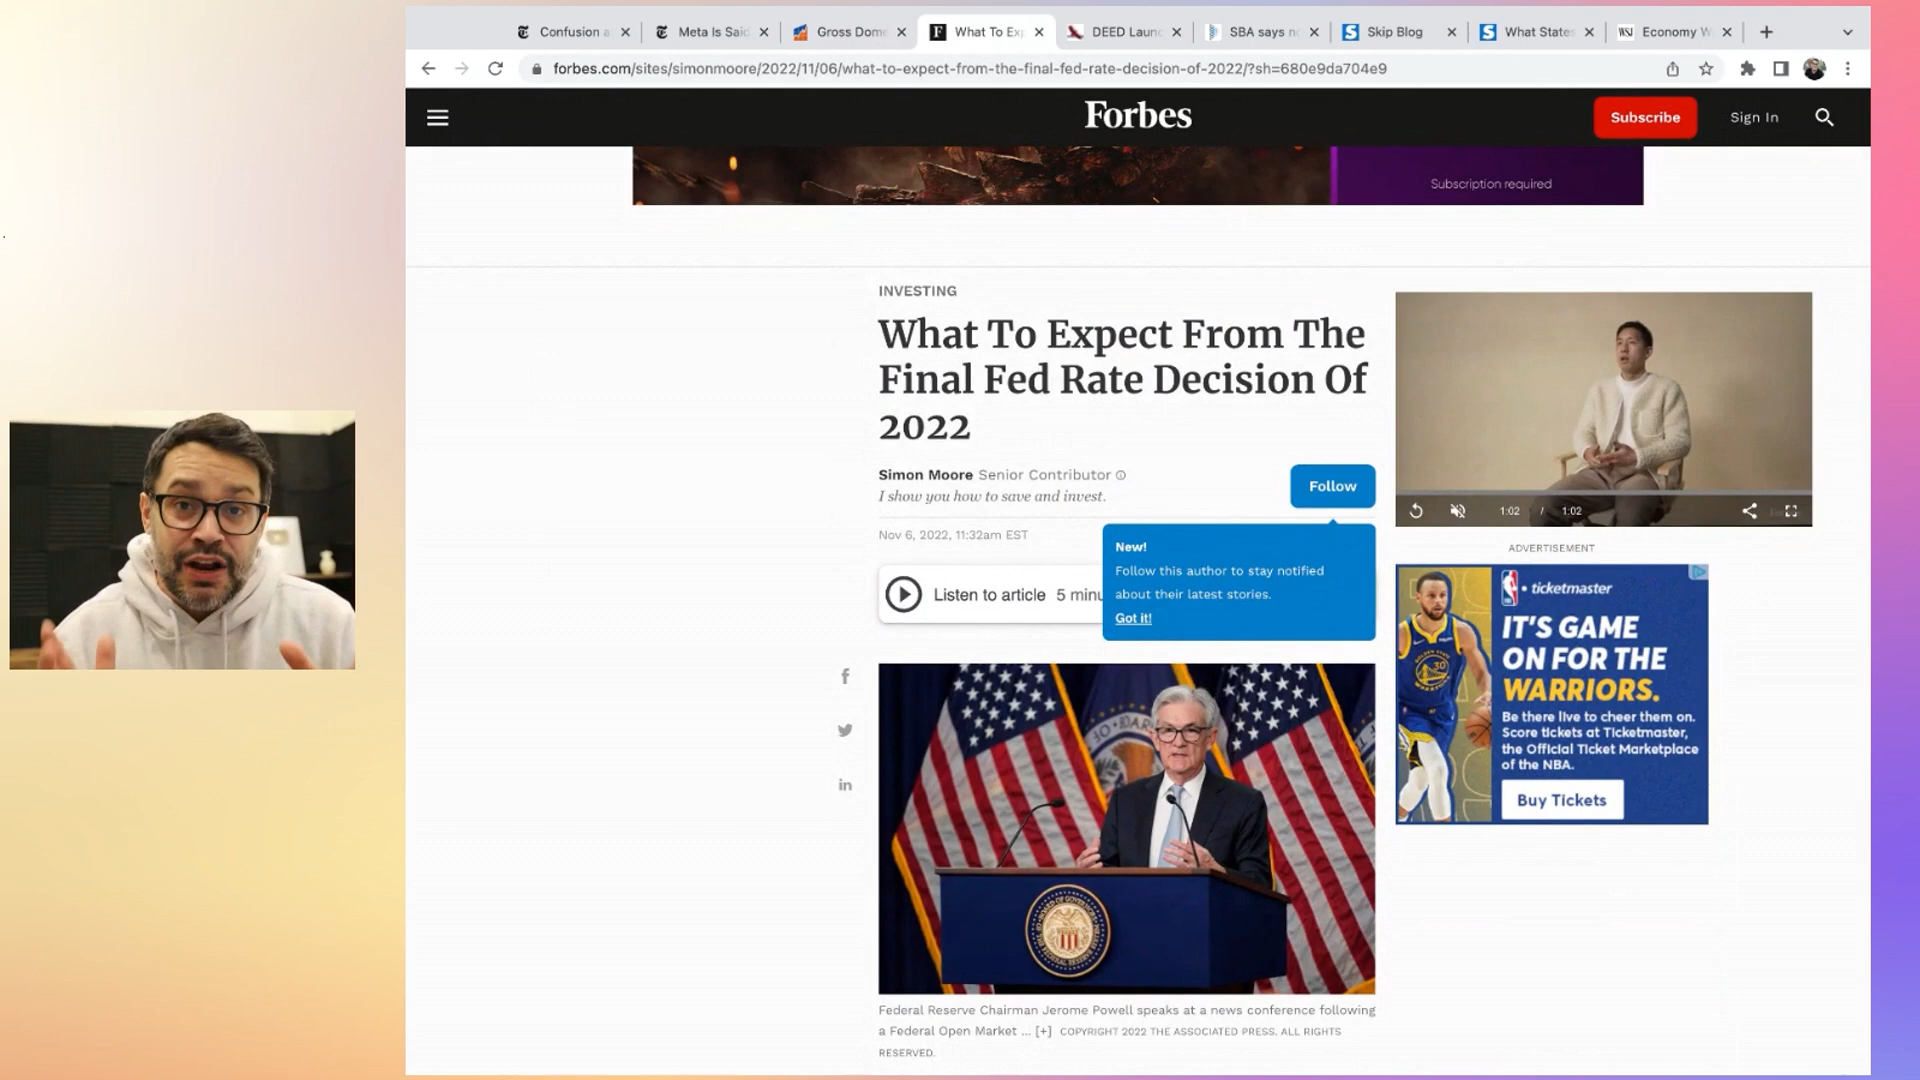 Confusion a
Meta Is Said
Gross Dome
What To Exp
DEED Launc
SBA says no
Skip Blog
What States
WSJ
Economy W
forbes.com/sites/simonmoore/2022/11/06/what-to-expect-from-the-final-fed-rate-decision-of-2022/?sh=680e9da704e9
Forbes
Subscribe
Sign In
Subscription required
INVESTING
What To Expect From The
Final Fed Rate Decision Of
2022
Simon Moore Senior Contributor
I show you how to save and invest.
Follow
Nov 6, 2022, 11:32am EST
New!
Follow this author to stay notified
about their latest stories.
Got it!
Listen to article 5 minu
1:02 / 1:02
ADVERTISEMENT
ticketmaster
IT'S GAME
ON FOR THE
WARRIORS.
Be there live to cheer them on.
Score tickets at Ticketmaster,
the Official Ticket Marketplace
of the NBA.
Buy Tickets
30
Federal Reserve Chairman Jerome Powell speaks at a news conference following
a Federal Open Market ... [+] COPYRIGHT 2022 THE ASSOCIATED PRESS. ALL RIGHTS
RESERVED.